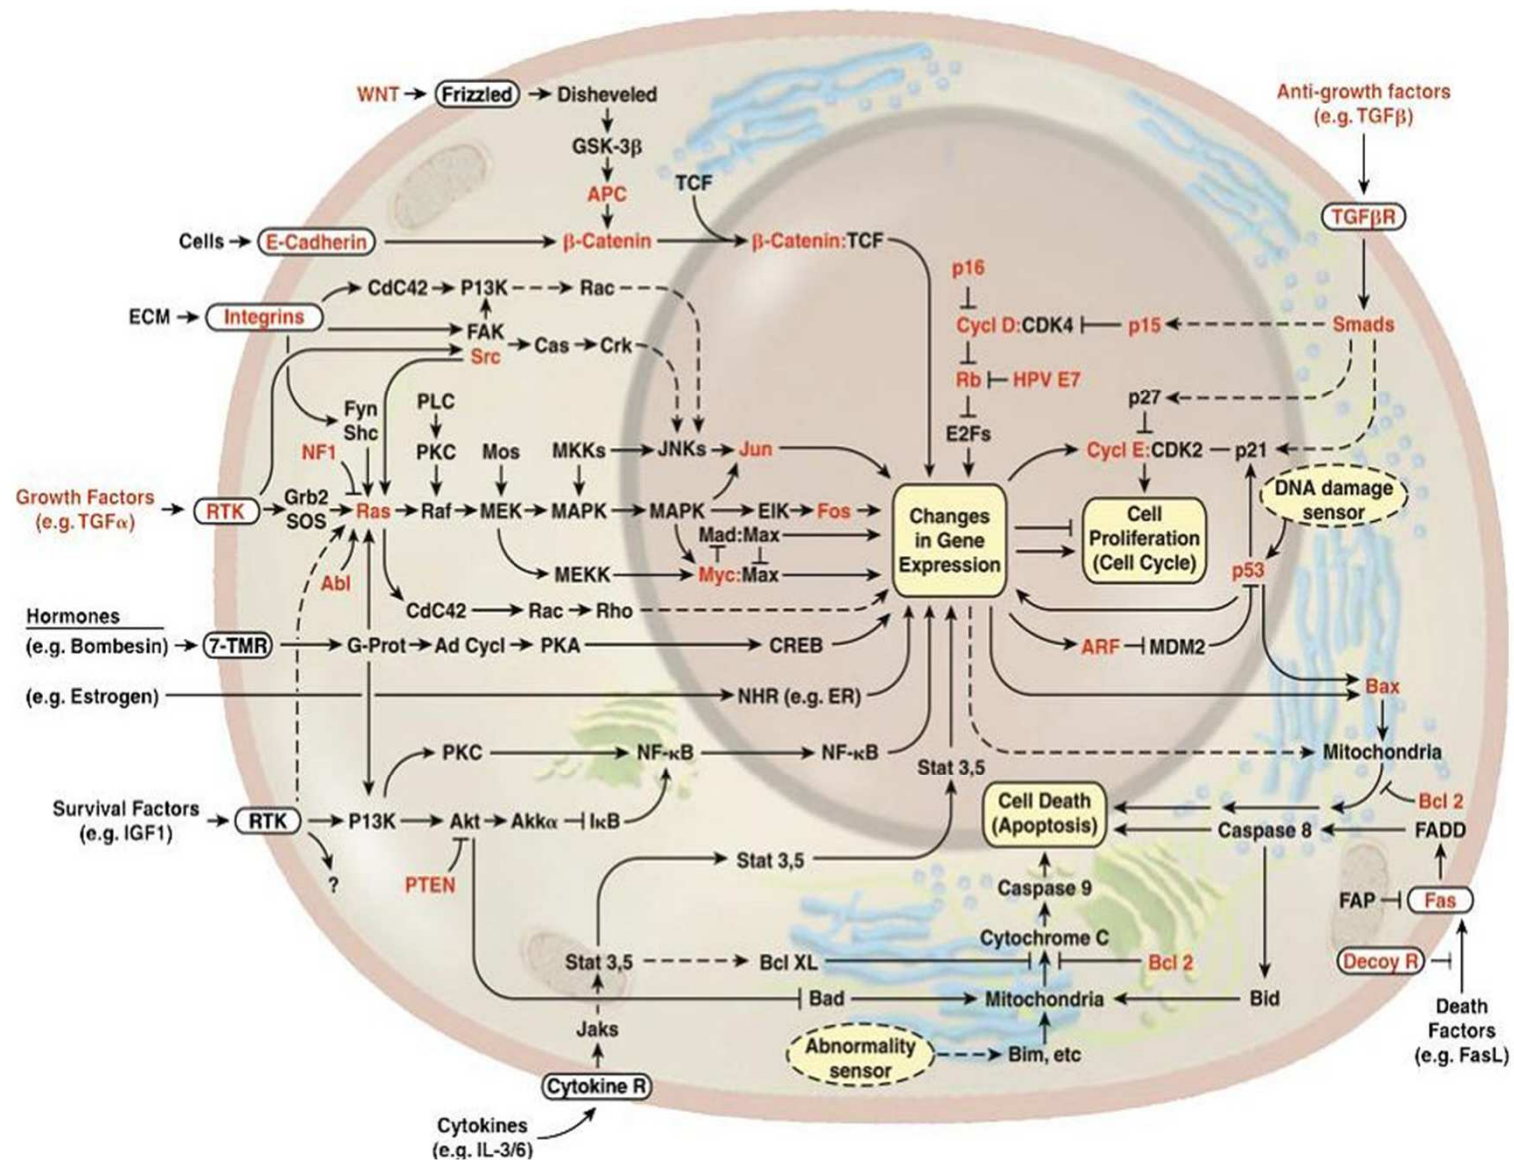 WNT
Frizzled
Disheveled
GSK-3β
APC
TCF
Cells
E-Cadherin
β-Catenin
β-Catenin:TCF
Anti-growth factors
(e.g. TGFβ)
TGFβR
Smads
CdC42
P13K
Rac
ECM
Integrins
FAK
Src
Cas
Crk
p16
Cycl D:CDK4
p15
Rb
HPV E7
E2Fs
p27
Cycl E:CDK2
p21
Fyn
Shc
PLC
PKC
NF1
Mos
MKKs
JNKs
Jun
Growth Factors
(e.g. TGFα)
RTK
Grb2
SOS
Ras
Raf
MEK
MAPK
MAPK
ElK
Fos
Mad:Max
MEKK
Myc:Max
Abl
CdC42
Rac
Rho
Changes
in Gene
Expression
Cell
Proliferation
(Cell Cycle)
DNA damage
sensor
p53
ARF
MDM2
Bax
Hormones
(e.g. Bombesin)
7-TMR
G-Prot
Ad Cycl
PKA
CREB
(e.g. Estrogen)
NHR (e.g. ER)
PKC
NF-κB
NF-κB
Stat 3,5
Mitochondria
Survival Factors
(e.g. IGF1)
RTK
P13K
Akt
Akkα
IκB
?
PTEN
Stat 3,5
Cell Death
(Apoptosis)
Bcl 2
Caspase 8
FADD
FAP
Fas
Caspase 9
Cytochrome C
Stat 3,5
Bcl XL
Bcl 2
Decoy R
Bad
Mitochondria
Bid
Jaks
Abnormality
sensor
Bim, etc
Death
Factors
(e.g. FasL)
Cytokine R
Cytokines
(e.g. IL-3/6)